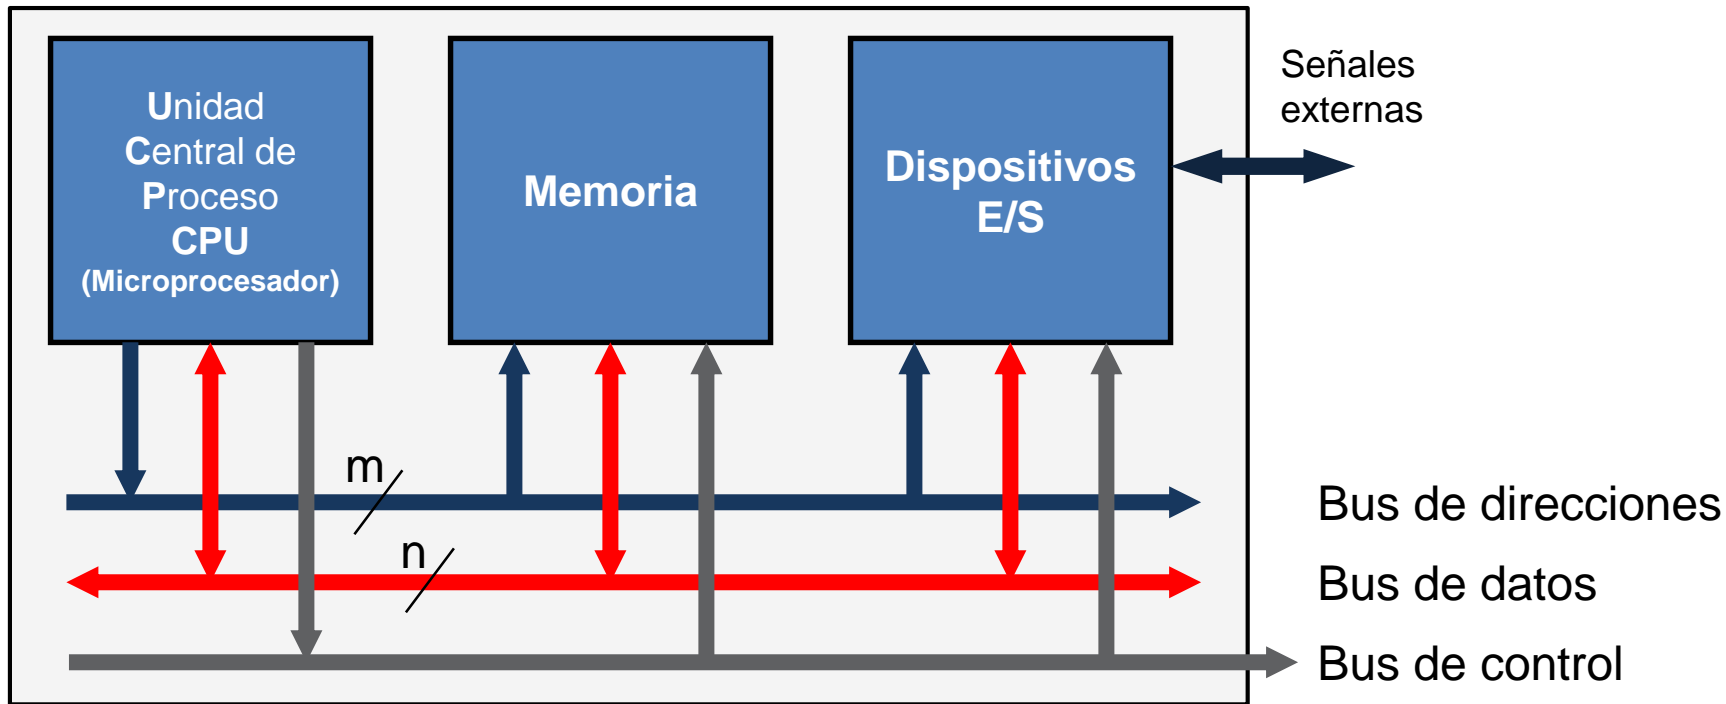 Unidad
Central de
Proceso
CPU
(Microprocesador)
Memoria
Dispositivos
E/S
Señales
externas
m
n
Bus de direcciones
Bus de datos
Bus de control